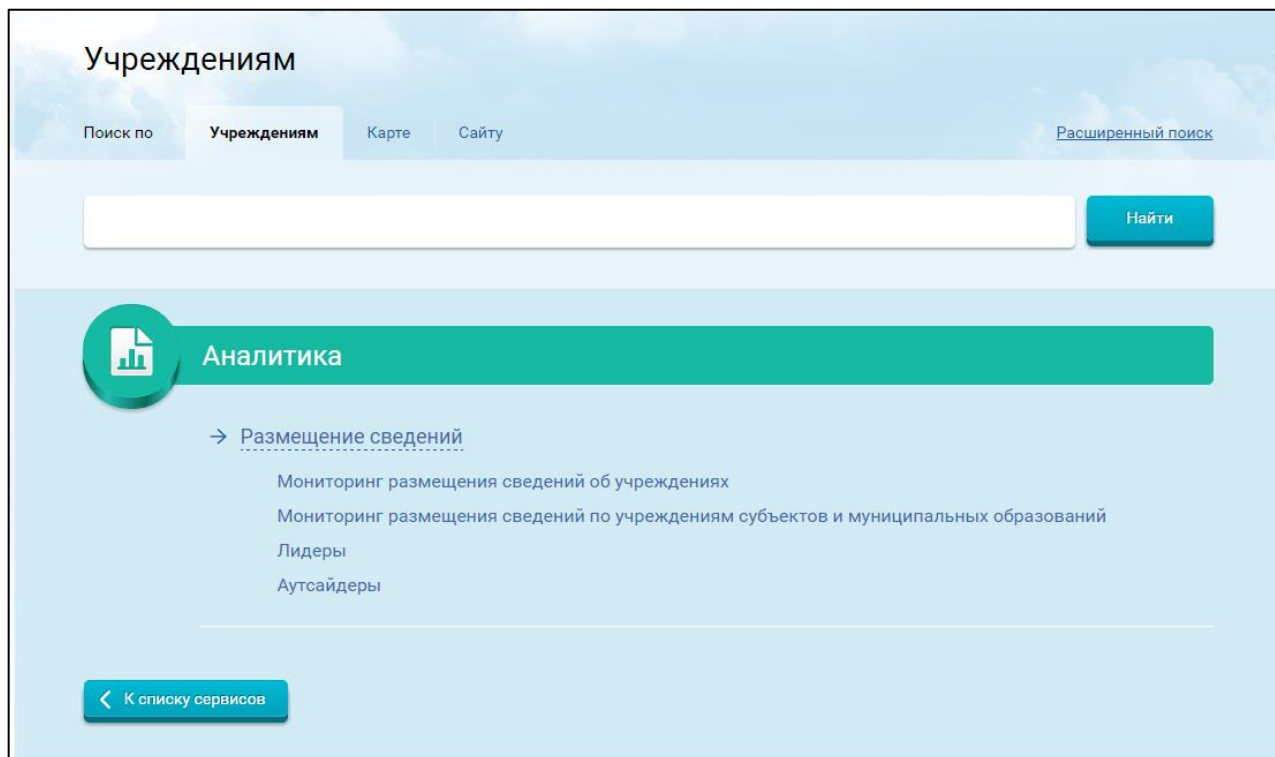 Учреждениям
Поиск по Учреждениям Карте Сайту Расширенный поиск
Найти
Аналитика
Размещение сведений
Мониторинг размещения сведений об учреждениях
Мониторинг размещения сведений по учреждениям субъектов и муниципальных образований
Лидеры
Аутсайдеры
К списку сервисов